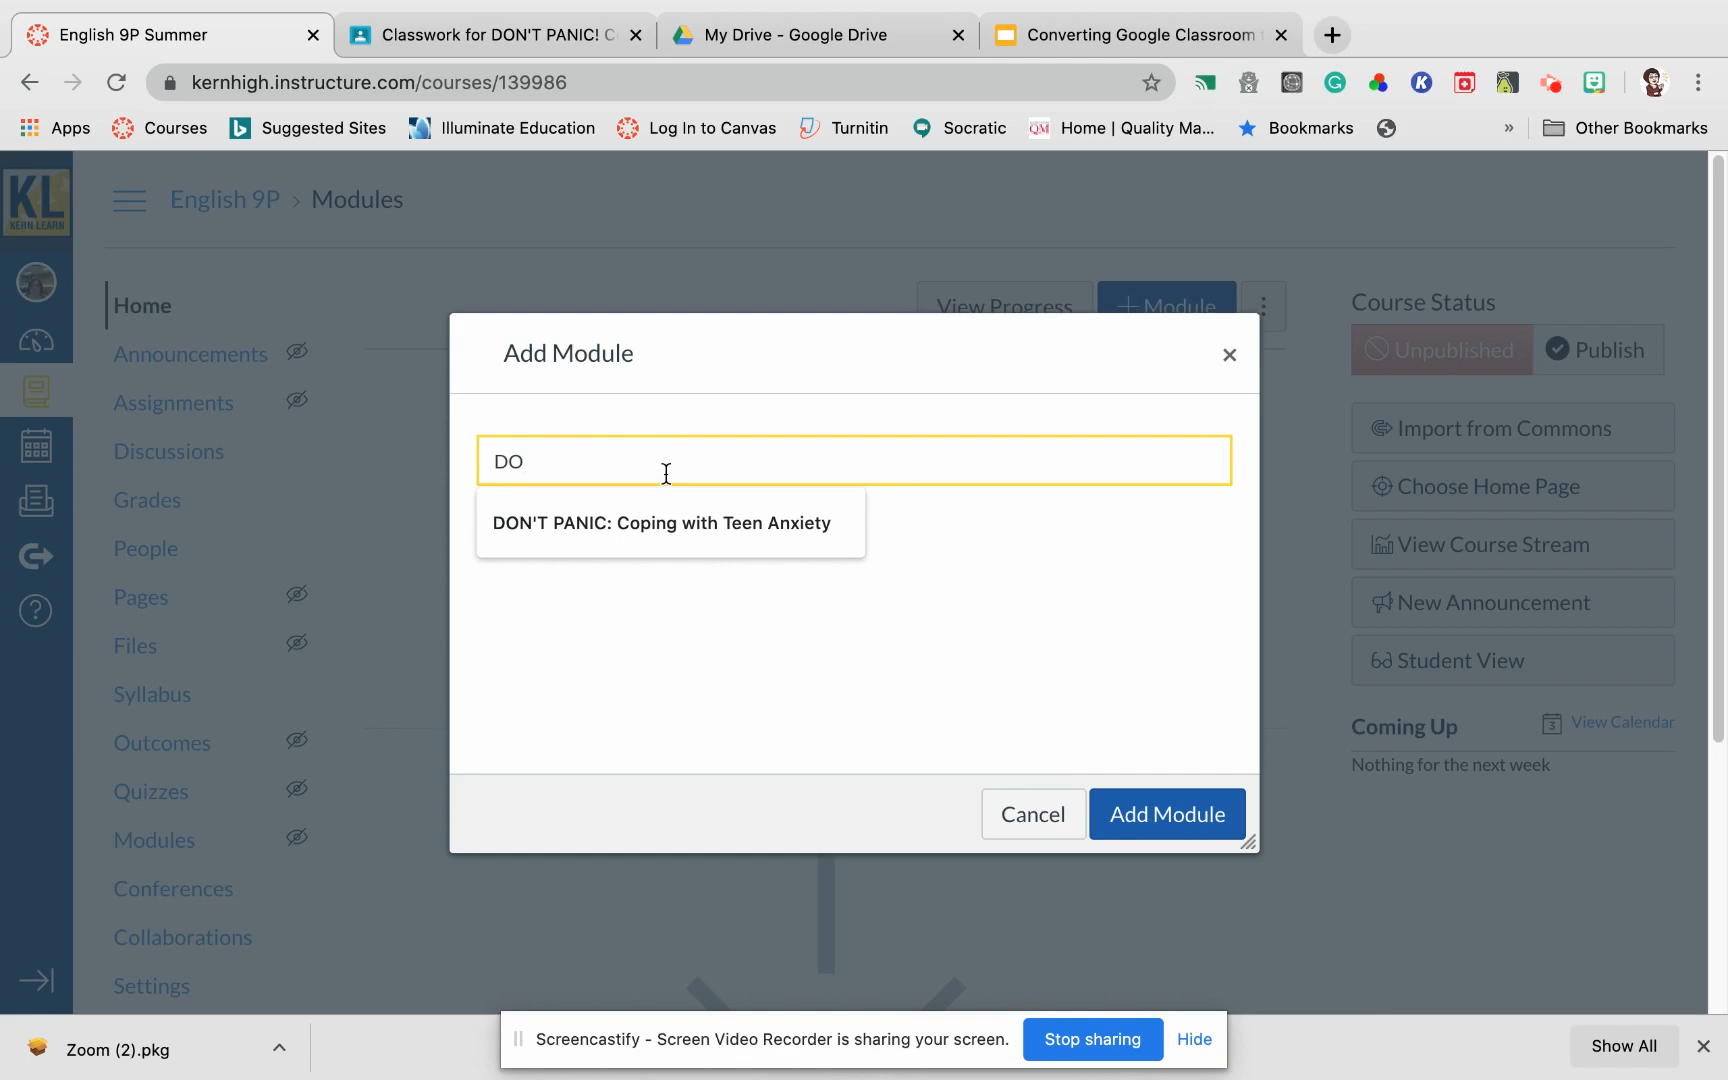 English 9P Summer
Classwork for DON'T PANIC! C
My Drive - Google Drive
Converting Google Classroom
kernhigh.instructure.com/courses/139986
Apps
Courses
Suggested Sites
Illuminate Education
Log In to Canvas
Turnitin
Socratic
QM
Home | Quality Ma...
Bookmarks
»
Other Bookmarks
KL
KERN LEARN
English 9P › Modules
Home
Announcements
Assignments
Discussions
Grades
People
Pages
Files
Syllabus
Outcomes
Quizzes
Modules
Conferences
Collaborations
Settings
View Progress
+ Module
Add Module
DO
DON'T PANIC: Coping with Teen Anxiety
Cancel
Add Module
Course Status
Unpublished
Publish
Import from Commons
Choose Home Page
View Course Stream
New Announcement
Student View
Coming Up
3
View Calendar
Nothing for the next week
Zoom (2).pkg
Screencastify - Screen Video Recorder is sharing your screen.
Stop sharing
Hide
Show All